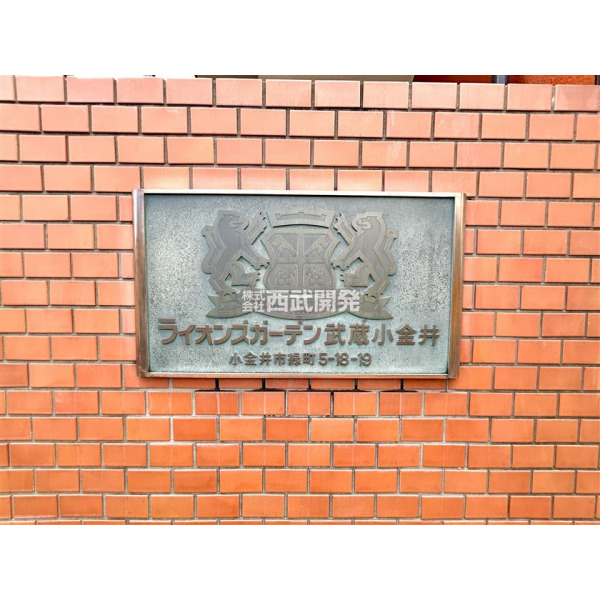 株式会社 西武開発
ライオンズガーデン武蔵小金井
小金井市緑町5-18-19